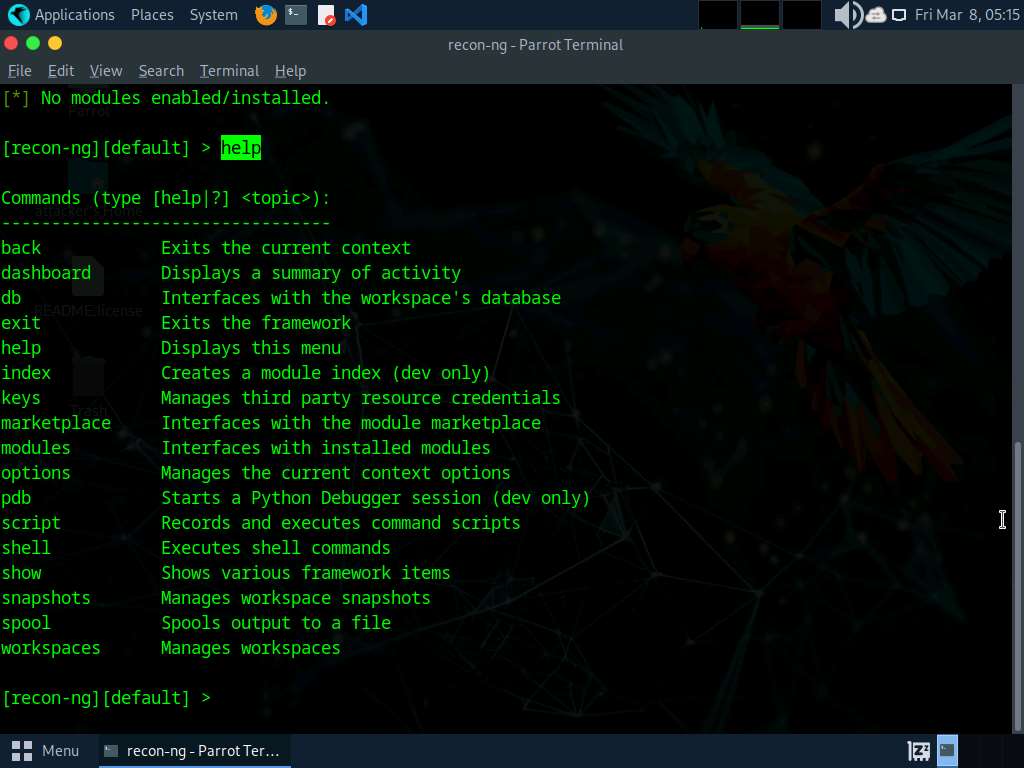 Applications Places System
Fri Mar 8, 05:15
recon-ng - Parrot Terminal
File Edit View Search Terminal Help
[*] No modules enabled/installed.
[recon-ng][default] > help
Commands (type [help|?] <topic>):
---------------------------------
back Exits the current context
dashboard Displays a summary of activity
db Interfaces with the workspace's database
exit Exits the framework
help Displays this menu
index Creates a module index (dev only)
keys Manages third party resource credentials
marketplace Interfaces with the module marketplace
modules Interfaces with installed modules
options Manages the current context options
pdb Starts a Python Debugger session (dev only)
script Records and executes command scripts
shell Executes shell commands
show Shows various framework items
snapshots Manages workspace snapshots
spool Spools output to a file
workspaces Manages workspaces
[recon-ng][default] >
Parrot
attacker's Home
README.license
Trash
Menu
recon-ng - Parrot Ter...